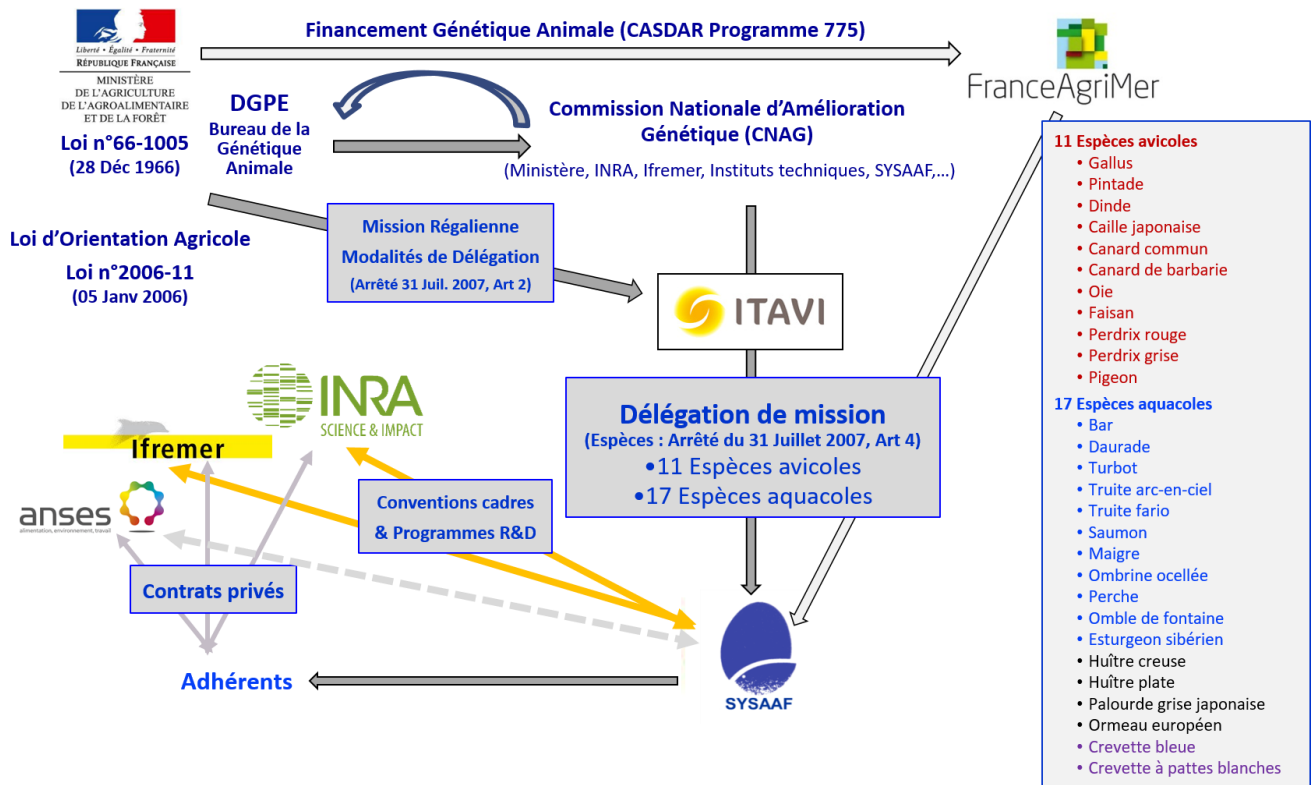 Financement Génétique Animale (CASDAR Programme 775)
Liberté • Égalité • Fraternité
RÉPUBLIQUE FRANÇAISE
MINISTÈRE
DE L'AGRICULTURE
DE L'AGROALIMENTAIRE
ET DE LA FORÊT
Loi n°66-1005
(28 Déc 1966)
DGPE
Bureau de la
Génétique
Animale
Commission Nationale d'Amélioration
Génétique (CNAG)
(Ministère, INRA, Ifremer, Instituts techniques, SYSAAF,…)
FranceAgriMer
Loi d'Orientation Agricole
Loi n°2006-11
(05 Janv 2006)
Mission Régalienne
Modalités de Délégation
(Arrêté 31 Juil. 2007, Art 2)
ITAVI
Délégation de mission
(Espèces : Arrêté du 31 Juillet 2007, Art 4)
•11 Espèces avicoles
•17 Espèces aquacoles
INRA
SCIENCE & IMPACT
Ifremer
anses
alimentation, environnement, travail
Conventions cadres
& Programmes R&D
Contrats privés
Adhérents
SYSAAF
11 Espèces avicoles
• Gallus
• Pintade
• Dinde
• Caille japonaise
• Canard commun
• Canard de barbarie
• Oie
• Faisan
• Perdrix rouge
• Perdrix grise
• Pigeon
17 Espèces aquacoles
• Bar
• Daurade
• Turbot
• Truite arc-en-ciel
• Truite fario
• Saumon
• Maigre
• Ombrine ocellée
• Perche
• Omble de fontaine
• Esturgeon sibérien
• Huître creuse
• Huître plate
• Palourde grise japonaise
• Ormeau européen
• Crevette bleue
• Crevette à pattes blanches